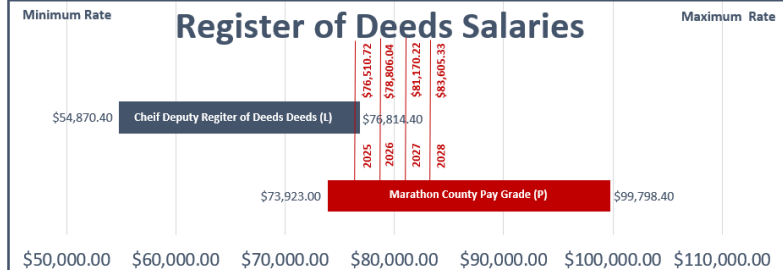 Minimum Rate
Register of Deeds Salaries
Maximum Rate
$76,510.72
$78,806.04
$81,170.22
$83,605.33
$54,870.40
Cheif Deputy Regiter of Deeds Deeds (L)
$76,814.40
2025
2026
2027
2028
$73,923.00
Marathon County Pay Grade (P)
$99,798.40
$50,000.00 $60,000.00 $70,000.00 $80,000.00 $90,000.00 $100,000.00 $110,000.00